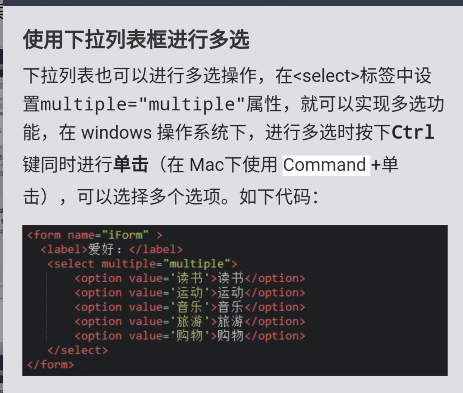 使用下拉列表框进行多选
下拉列表也可以进行多选操作，在<select>标签中设
置multiple="multiple"属性，就可以实现多选功
能，在 windows 操作系统下，进行多选时按下Ctrl
键同时进行单击（在 Mac下使用 Command +单
击），可以选择多个选项。如下代码：
<form name="iForm" >
<label>爱好：</label>
<select multiple="multiple">
<option value='读书'>读书</option>
<option value='运动'>运动</option>
<option value='音乐'>音乐</option>
<option value='旅游'>旅游</option>
<option value='购物'>购物</option>
</select>
</form>